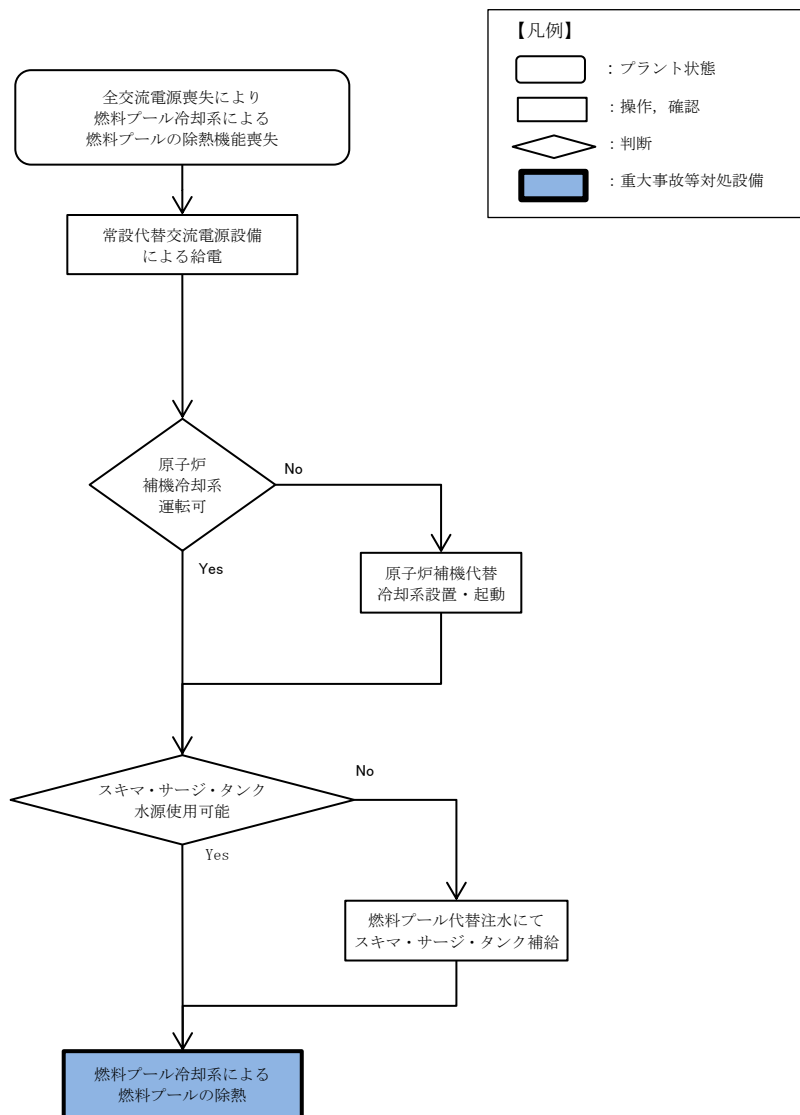 【凡例】
：プラント状態
：操作，確認
：判断
：重大事故等対処設備
全交流電源喪失により
燃料プール冷却系による
燃料プールの除熱機能喪失
常設代替交流電源設備
による給電
原子炉
補機冷却系
運転可
No
Yes
原子炉補機代替
冷却系設置・起動
スキマ・サージ・タンク
水源使用可能
No
Yes
燃料プール代替注水にて
スキマ・サージ・タンク補給
燃料プール冷却系による
燃料プールの除熱